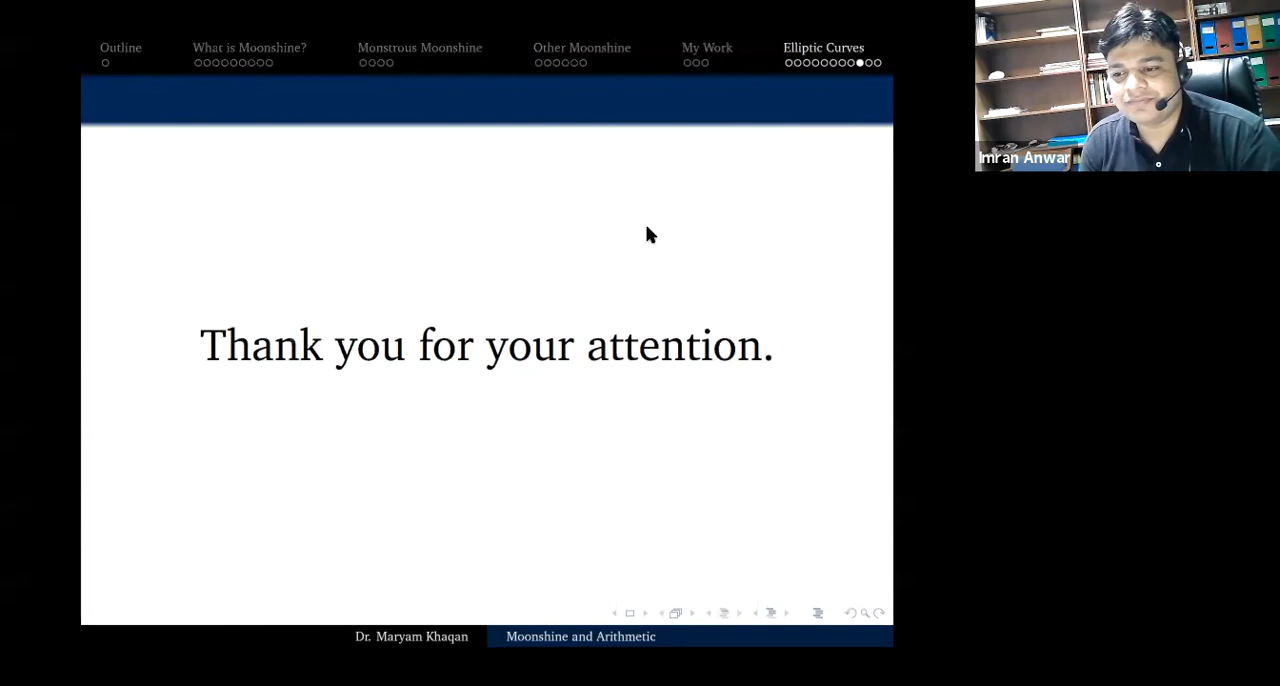 Outline
What is Moonshine?
Monstrous Moonshine
Other Moonshine
My Work
Elliptic Curves
Imran Anwar
Thank you for your attention.
Dr. Maryam Khaqan
Moonshine and Arithmetic